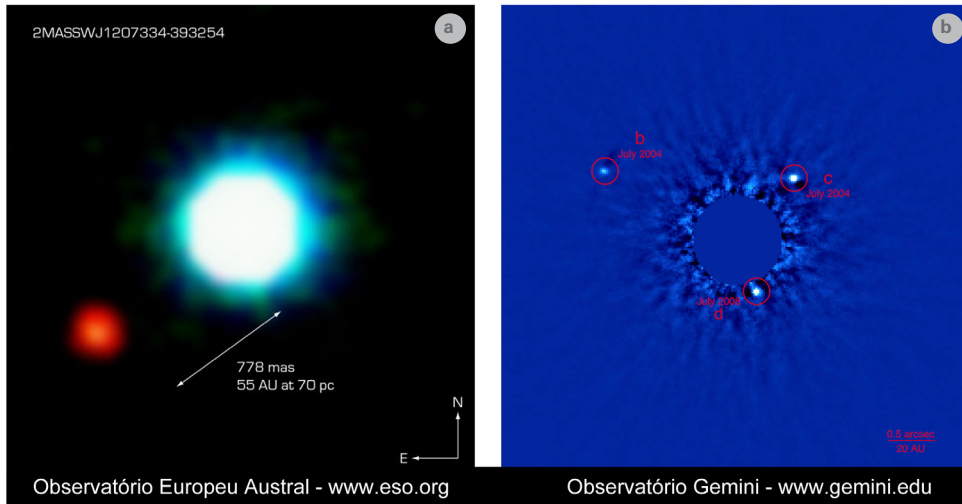 2MASSWJ1207334-393254
a
778 mas
55 AU at 70 pc
N
E
Observatório Europeu Austral - www.eso.org
b
b
July 2004
c
July 2004
July 2008
d
0.5 arcsec
20 AU
Observatório Gemini - www.gemini.edu